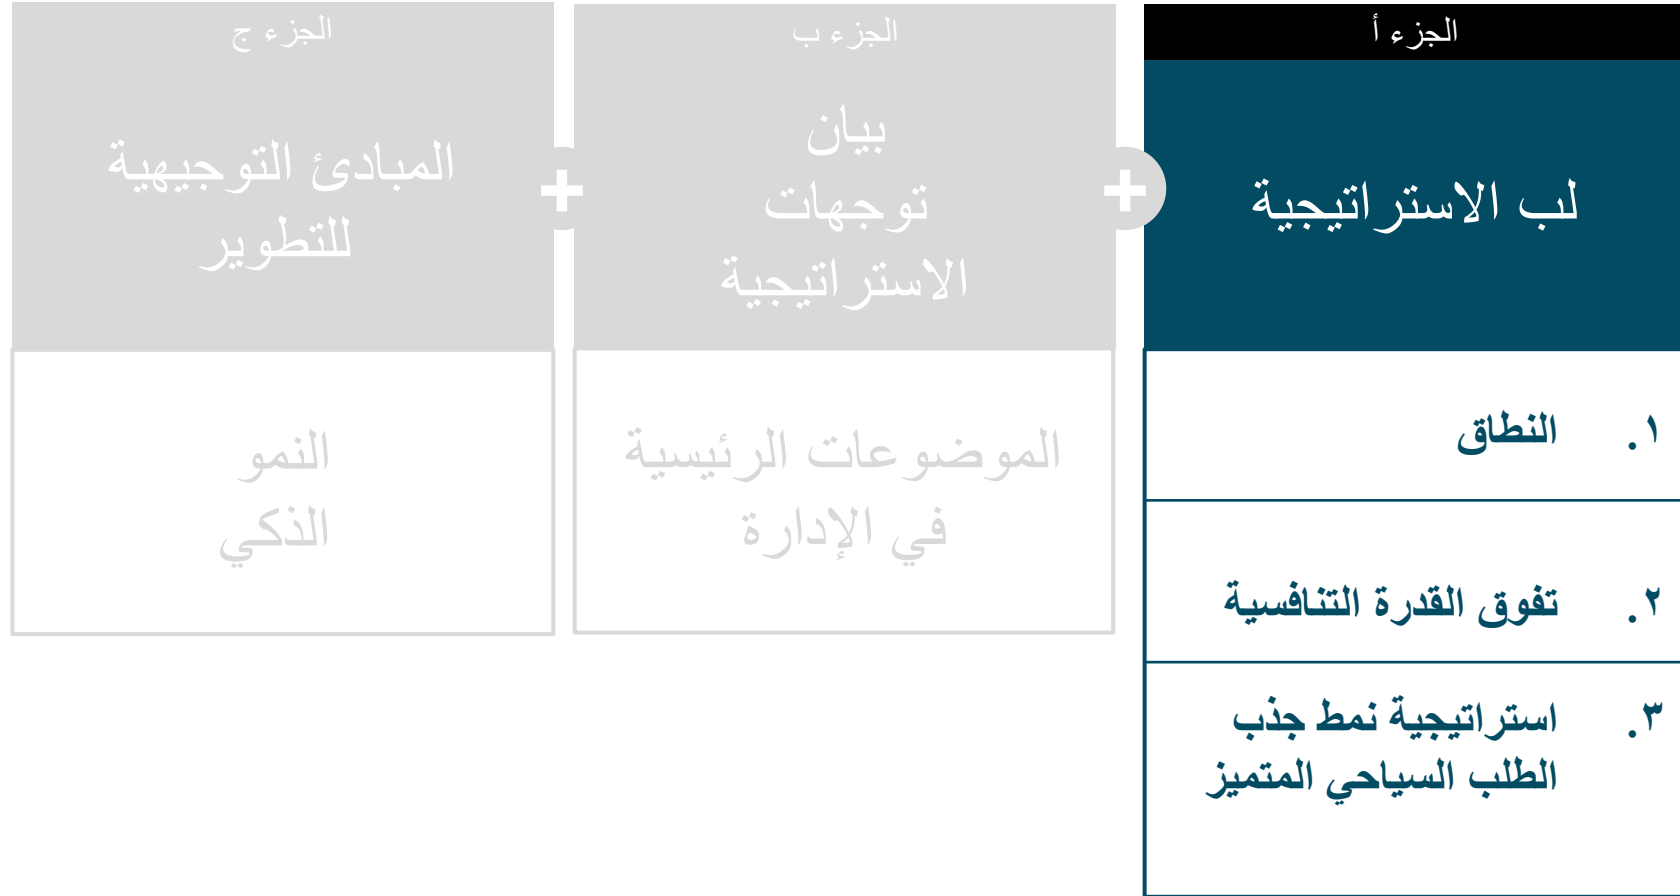 الجزء أ
لب الاستراتيجية
١. النطاق
٢. تفوق القدرة التنافسية
٣. استراتيجية نمط جذب
الطلب السياحي المتميز
+
الجزء ب
بيان
توجهات
الاستراتيجية
الموضوعات الرئيسية
في الإدارة
+
الجزء ج
المبادئ التوجيهية
للتطوير
النمو
الذكي